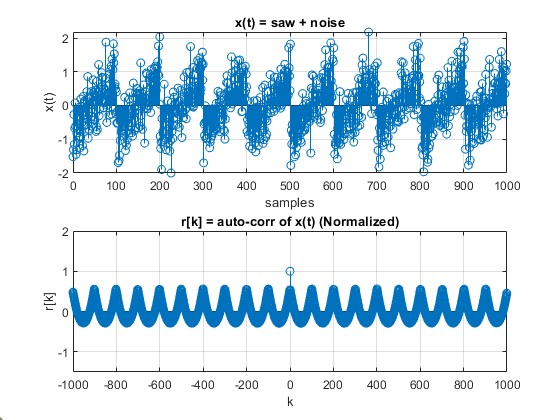 x(t) = saw + noise
2
1
0
-1
-2
x(t)
0 100 200 300 400 500 600 700 800 900 1000
samples
r[k] = auto-corr of x(t) (Normalized)
2
1
0
-1
r[k]
-1000 -800 -600 -400 -200 0 200 400 600 800 1000
k